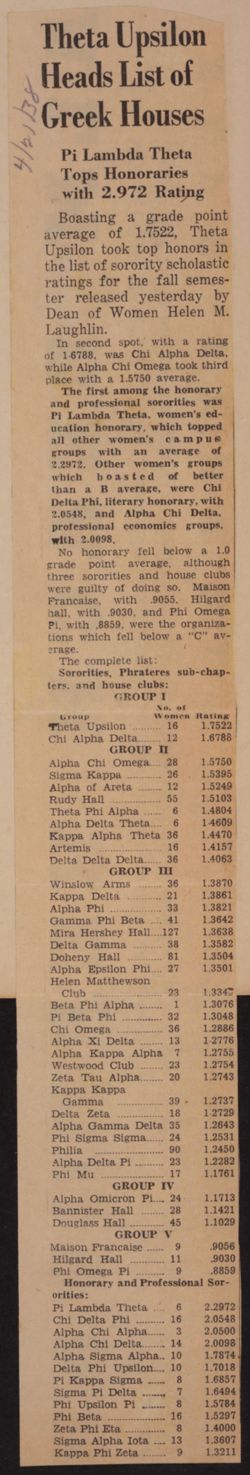 4/21/38
Theta Upsilon
Heads List of
Greek Houses
Pi Lambda Theta
Tops Honoraries
with 2.972 Rating
Boasting a grade point
average of 1.7522, Theta
Upsilon took top honors in
the list of sorority scholastic
ratings for the fall semes-
ter released yesterday by
Dean of Women Helen M.
Laughlin.
In second spot, with a rating
of 1.6788, was Chi Alpha Delta,
while Alpha Chi Omega took third
place with a 1.5750 average.
The first among the honorary
and professional sororities was
Pi Lambda Theta, women's ed-
ucation honorary, which topped
all other women's campus
groups with an average of
2.2972. Other women's groups
which boasted of better
than a B average, were Chi
Delta Phi, literary honorary, with
2.0548, and Alpha Chi Delta,
professional economics groups,
with 2.0098.
No honorary fell below a 1.0
grade point average, although
three sororities and house clubs
were guilty of doing so. Maison
Francaise, with .9055, Hilgard
hall, with .9030, and Phi Omega
Pi, with .8859, were the organiza-
tions which fell below a "C" av-
erage.
The complete list:
Sororities, Phrateres sub-chap-
ters, and house clubs:
GROUP I
No. of
Group Women Rating
Theta Upsilon ........ 16 1.7522
Chi Alpha Delta.... 12 1.6788
GROUP II
Alpha Chi Omega.... 28 1.5750
Sigma Kappa ........ 26 1.5395
Alpha of Areta ...... 12 1.5249
Rudy Hall .............. 55 1.5103
Theta Phi Alpha .... 6 1.4804
Alpha Delta Theta.. 6 1.4609
Kappa Alpha Theta 36 1.4470
Artemis .................. 16 1.4157
Delta Delta Delta.... 36 1.4063
GROUP III
Winslow Arms ...... 36 1.3870
Kappa Delta .......... 21 1.3861
Alpha Phi .............. 33 1.3821
Gamma Phi Beta .. 41 1.3642
Mira Hershey Hall...127 1.3638
Delta Gamma ........ 38 1.3582
Doheny Hall .......... 81 1.3504
Alpha Epsilon Phi.... 27 1.3501
Helen Matthewson
Club .................. 23
Beta Phi Alpha ...... 1 1.3076
Pi Beta Phi ............ 32 1.3048
Chi Omega ............ 36 1.2886
Alpha Xi Delta ...... 13 1.2776
Alpha Kappa Alpha 7 1.2755
Westwood Club ...... 23 1.2754
Zeta Tau Alpha...... 20 1.2743
Kappa Kappa
Gamma .............. 39 1.2737
Delta Zeta .............. 18 1.2729
Alpha Gamma Delta 35 1.2643
Phi Sigma Sigma.... 24 1.2531
Philia .................... 90 1.2450
Alpha Delta Pi ...... 23 1.2282
Phi Mu .................. 17 1.1761
GROUP IV
Alpha Omicron Pi.... 24 1.1713
Bannister Hall ...... 28 1.1421
Douglass Hall ........ 45 1.1029
GROUP V
Maison Francaise .... 9 .9056
Hilgard Hall .......... 11 .9030
Phi Omega Pi ........ 9 .8859
Honorary and Professional Sor-
orities:
Pi Lambda Theta .... 6 2.2972
Chi Delta Phi ........ 16 2.0548
Alpha Chi Alpha...... 3 2.0500
Alpha Chi Delta...... 14 2.0098
Alpha Sigma Alpha.. 10 1.7874
Delta Phi Upsilon.... 10 1.7018
Pi Kappa Sigma ...... 8 1.6857
Sigma Pi Delta ...... 7 1.6494
Phi Upsilon Pi ........ 8 1.5784
Phi Beta ................ 16 1.5297
Zeta Phi Eta .......... 8 1.4000
Sigma Alpha Iota .... 13 1.3607
Kappa Phi Zeta ...... 9 1.3211